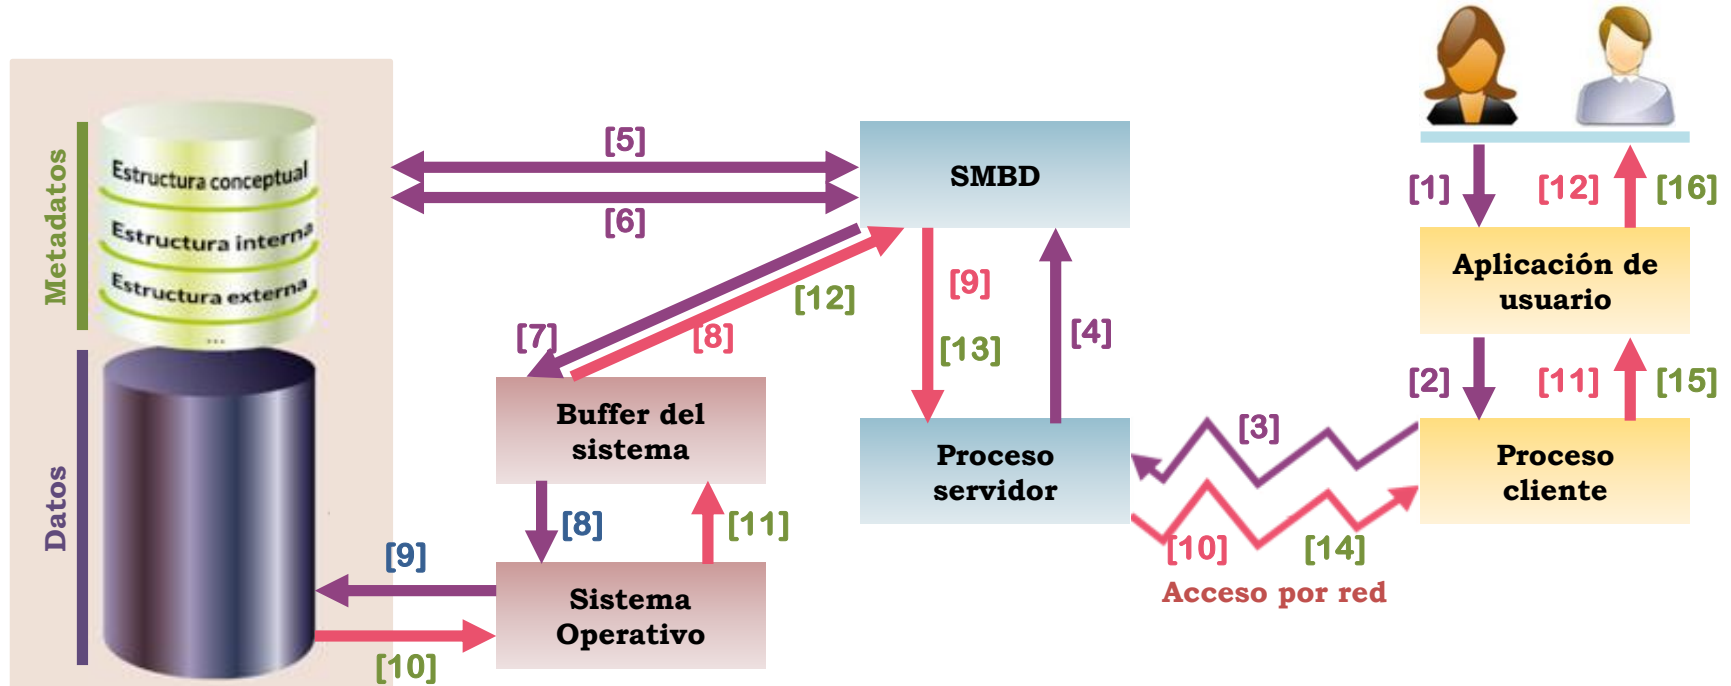 Metadatos
Datos
Estructura conceptual
Estructura interna
Estructura externa
...
[5]
[6]
SMBD
[7]
[8]
[12]
[9]
[13]
[4]
Buffer del
sistema
[8]
[11]
[9]
[10]
Sistema
Operativo
Proceso
servidor
[3]
[10]
[14]
Acceso por red
[1]
[12]
[16]
Aplicación de
usuario
[2]
[11]
[15]
Proceso
cliente